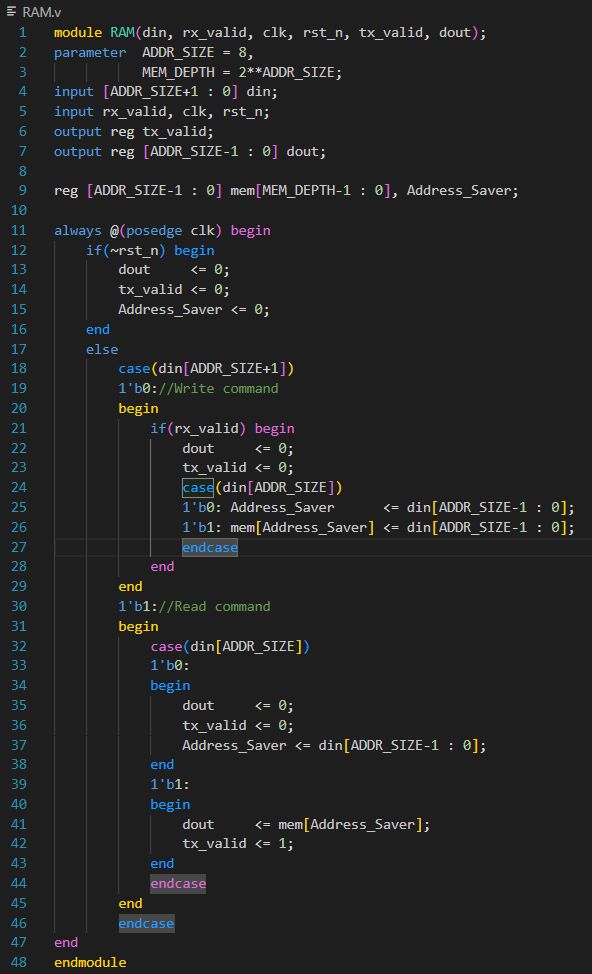 RAM.v
1 module RAM(din, rx_valid, clk, rst_n, tx_valid, dout);
2 parameter  ADDR_SIZE = 8,
3            MEM_DEPTH = 2**ADDR_SIZE;
4 input [ADDR_SIZE+1 : 0] din;
5 input rx_valid, clk, rst_n;
6 output reg tx_valid;
7 output reg [ADDR_SIZE-1 : 0] dout;
8
9 reg [ADDR_SIZE-1 : 0] mem[MEM_DEPTH-1 : 0], Address_Saver;
10
11 always @(posedge clk) begin
12     if(~rst_n) begin
13         dout     <= 0;
14         tx_valid <= 0;
15         Address_Saver <= 0;
16     end
17     else
18         case(din[ADDR_SIZE+1])
19         1'b0://Write command
20         begin
21             if(rx_valid) begin
22                 dout     <= 0;
23                 tx_valid <= 0;
24                 case(din[ADDR_SIZE])
25                 1'b0: Address_Saver      <= din[ADDR_SIZE-1 : 0];
26                 1'b1: mem[Address_Saver] <= din[ADDR_SIZE-1 : 0];
27                 endcase
28             end
29         end
30         1'b1://Read command
31         begin
32             case(din[ADDR_SIZE])
33             1'b0:
34             begin
35                 dout     <= 0;
36                 tx_valid <= 0;
37                 Address_Saver <= din[ADDR_SIZE-1 : 0];
38             end
39             1'b1:
40             begin
41                 dout     <= mem[Address_Saver];
42                 tx_valid <= 1;
43             end
44             endcase
45         end
46         endcase
47 end
48 endmodule